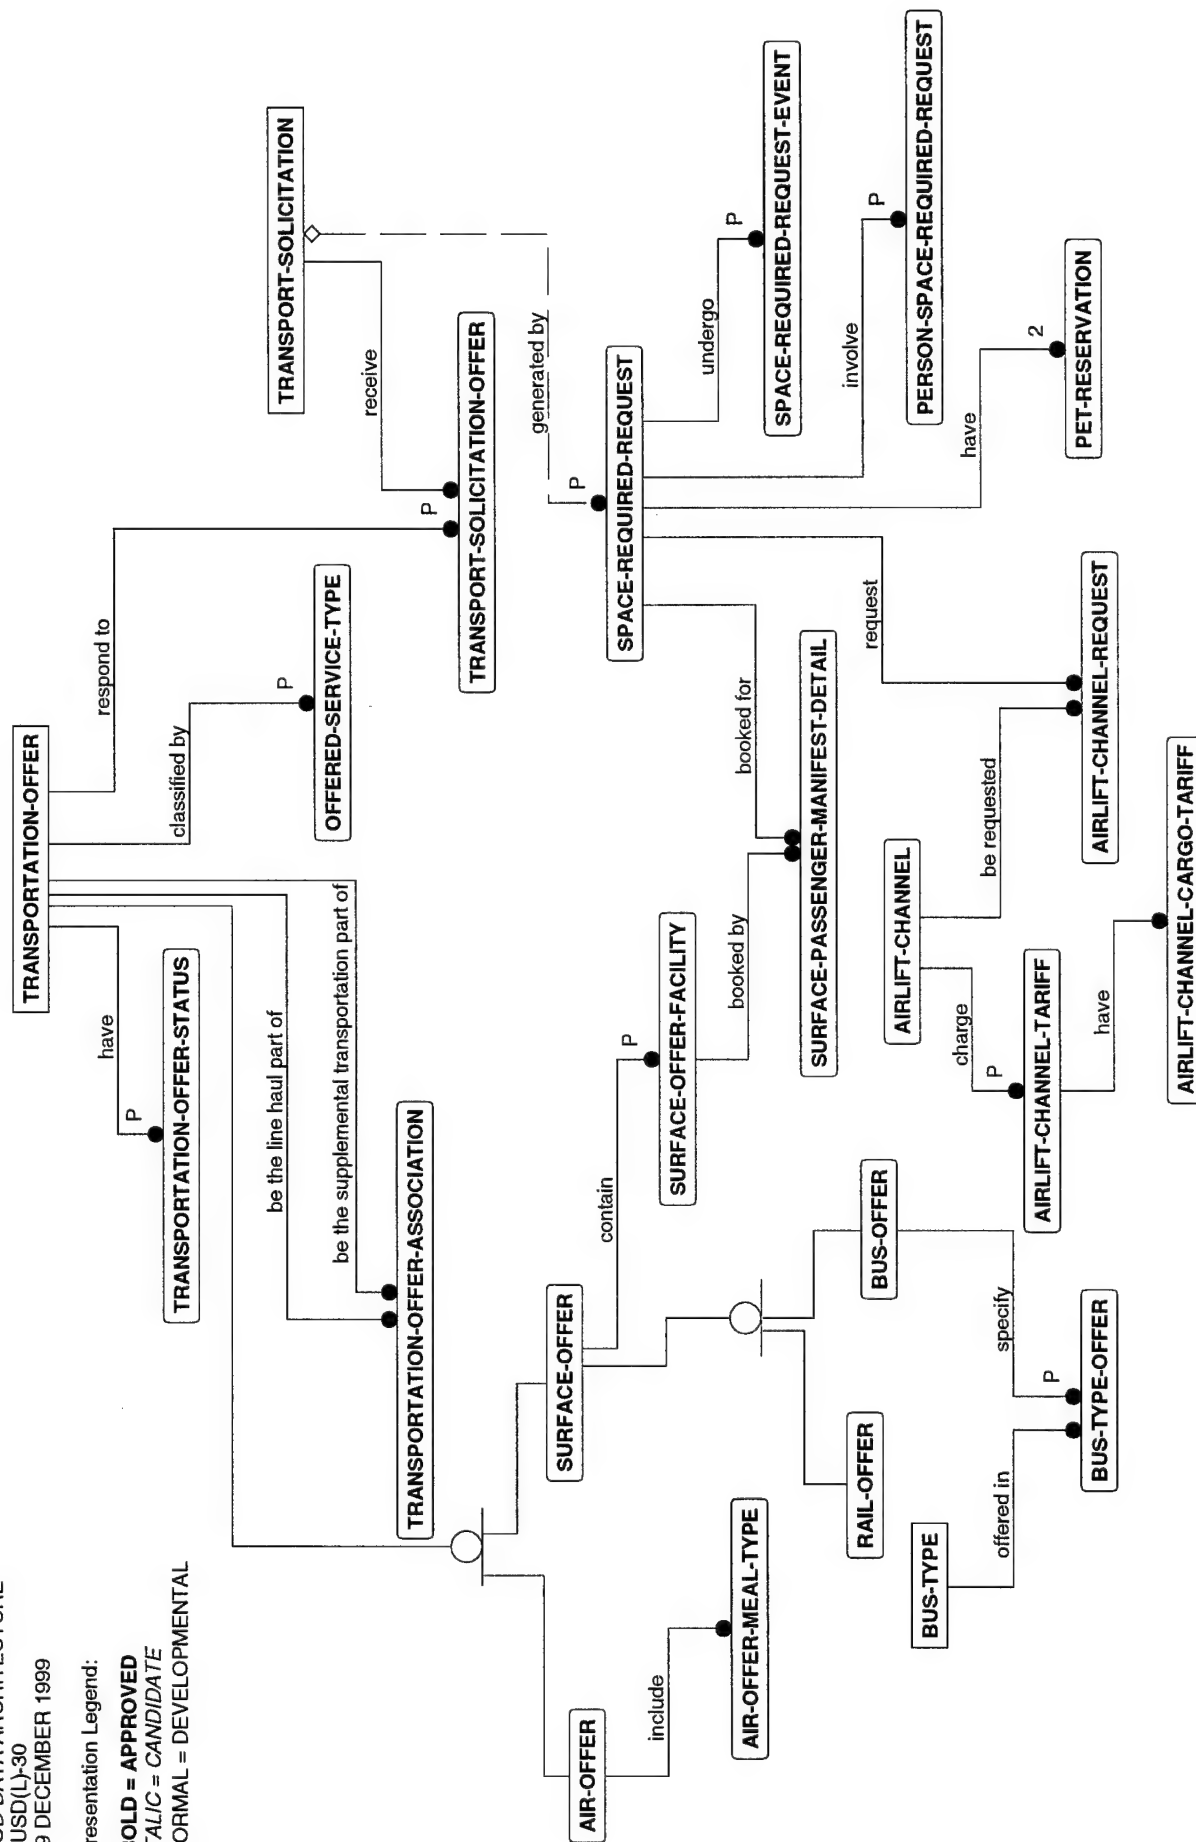 OD DATA ARCHITECTURE
USD(L)-30
9 DECEMBER 1999
resentation Legend:
BOLD = APPROVED
TALIC = CANDIDATE
ORMAL = DEVELOPMENTAL
TRANSPORTATION-OFFER
have
P
TRANSPORTATION-OFFER-STATUS
classified by
respond to
be the line haul part of
be the supplemental transportation part of
P
OFFERED-SERVICE-TYPE
TRANSPORT-SOLICITATION
receive
TRANSPORTATION-OFFER-ASSOCIATION
P
TRANSPORT-SOLICITATION-OFFER
generated by
P
SURFACE-OFFER
AIR-OFFER
contain
P
SPACE-REQUIRED-REQUEST
include
SURFACE-OFFER-FACILITY
undergo
P
AIR-OFFER-MEAL-TYPE
booked by
booked for
SPACE-REQUIRED-REQUEST-EVENT
SURFACE-PASSENGER-MANIFEST-DETAIL
involve
P
RAIL-OFFER
BUS-OFFER
request
PERSON-SPACE-REQUIRED-REQUEST
BUS-TYPE
AIRLIFT-CHANNEL
have
2
offered in
specify
P
charge
P
be requested
PET-RESERVATION
BUS-TYPE-OFFER
AIRLIFT-CHANNEL-TARIFF
AIRLIFT-CHANNEL-REQUEST
have
AIRLIFT-CHANNEL-CARGO-TARIFF